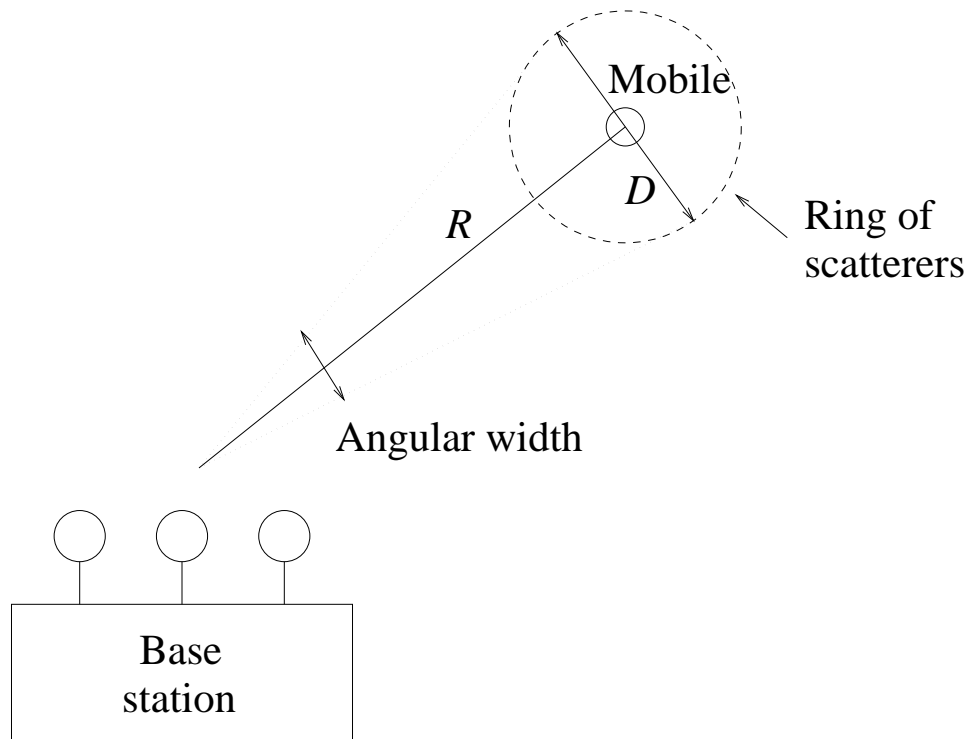 Mobile
D
R
Ring of
scatterers
Angular width
Base
station